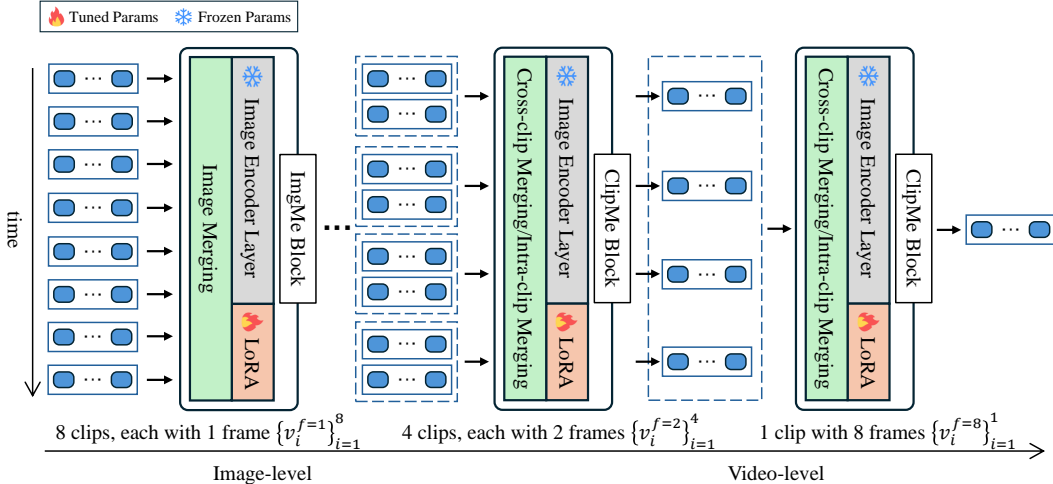 Tuned Params
Frozen Params
time
Image Merging
Image Encoder Layer
LoRA
ImgMe Block
...
Cross-clip Merging/Intra-clip Merging
Image Encoder Layer
LoRA
ClipMe Block
Cross-clip Merging/Intra-clip Merging
Image Encoder Layer
LoRA
ClipMe Block
8 clips, each with 1 frame {v_i^{f=1}}_{i=1}^8
4 clips, each with 2 frames {v_i^{f=2}}_{i=1}^4
1 clip with 8 frames {v_i^{f=8}}_{i=1}^1
Image-level
Video-level